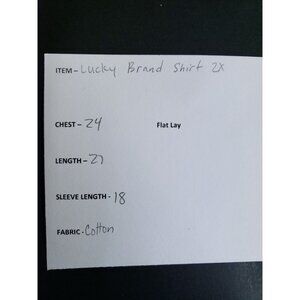 ITEM – Lucky Brand Shirt 2X
CHEST – 24 Flat Lay
LENGTH – 27
SLEEVE LENGTH - 18
FABRIC - Cotton